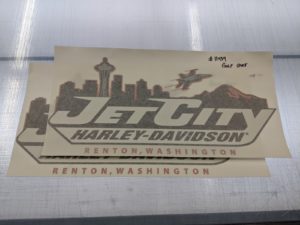 JET CITY
HARLEY-DAVIDSON
RENTON, WASHINGTON
RENTON, WASHINGTON